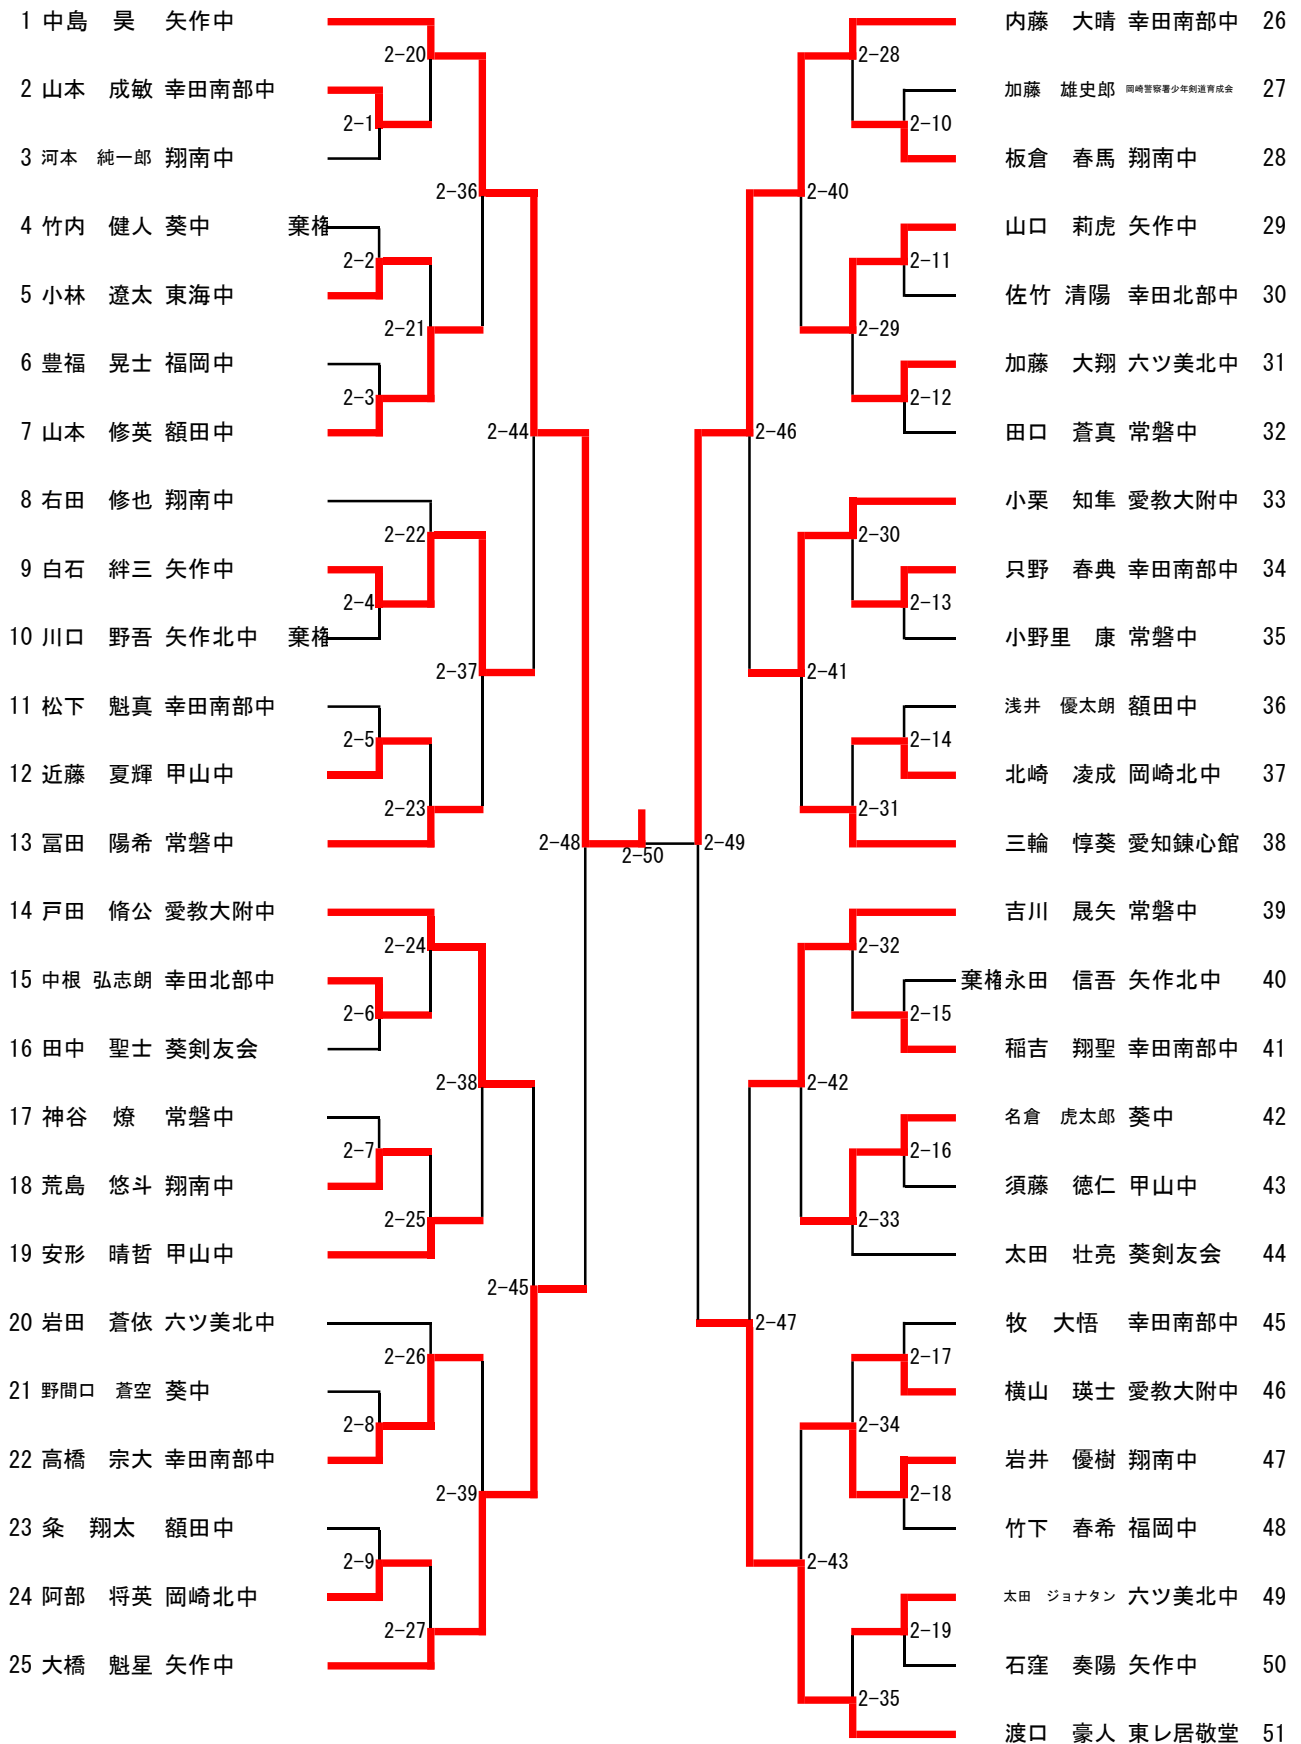 1 中島　昊　矢作中
2-20
2 山本　成敏 幸田南部中
2-1
3 河本　純一郎 翔南中
2-36
4 竹内　健人 葵中 棄権
2-2
5 小林　遼太 東海中
2-21
6 豊福　晃士 福岡中
2-3
7 山本　修英 額田中
2-44
8 右田　修也 翔南中
2-22
9 白石　絆三 矢作中
2-4
10 川口　野吾 矢作北中 棄権
2-37
11 松下　魁真 幸田南部中
2-5
12 近藤　夏輝 甲山中
2-23
13 冨田　陽希 常磐中
2-48
2-50
14 戸田　脩公 愛教大附中
2-24
15 中根 弘志朗 幸田北部中
2-6
16 田中　聖士 葵剣友会
2-38
17 神谷　燎　常磐中
2-7
18 荒島　悠斗 翔南中
2-25
19 安形　晴哲 甲山中
2-45
20 岩田　蒼依 六ツ美北中
2-26
21 野間口　蒼空 葵中
2-8
22 高橋　宗大 幸田南部中
2-39
23 粂　翔太　額田中
2-9
24 阿部　将英 岡崎北中
2-27
25 大橋　魁星 矢作中
内藤　大晴 幸田南部中 26
2-28
加藤　雄史郎 岡崎警察署少年剣道育成会 27
2-10
板倉　春馬 翔南中 28
2-40
山口　莉虎 矢作中 29
2-11
佐竹 清陽 幸田北部中 30
2-29
加藤　大翔 六ツ美北中 31
2-12
田口　蒼真 常磐中 32
2-46
小栗　知隼 愛教大附中 33
2-30
只野　春典 幸田南部中 34
2-13
小野里　康 常磐中 35
2-41
浅井　優太朗 額田中 36
2-14
北崎　凌成 岡崎北中 37
2-31
三輪　惇葵 愛知錬心館 38
2-49
吉川　晟矢 常磐中 39
2-32
棄権 永田　信吾 矢作北中 40
2-15
稲吉　翔聖 幸田南部中 41
2-42
名倉　虎太郎 葵中 42
2-16
須藤　徳仁 甲山中 43
2-33
太田　壮亮 葵剣友会 44
2-47
牧　大悟　幸田南部中 45
2-17
横山　瑛士 愛教大附中 46
2-34
岩井　優樹 翔南中 47
2-18
竹下　春希 福岡中 48
2-43
太田　ジョナタン 六ツ美北中 49
2-19
石窪　奏陽 矢作中 50
2-35
渡口　豪人 東レ居敬堂 51